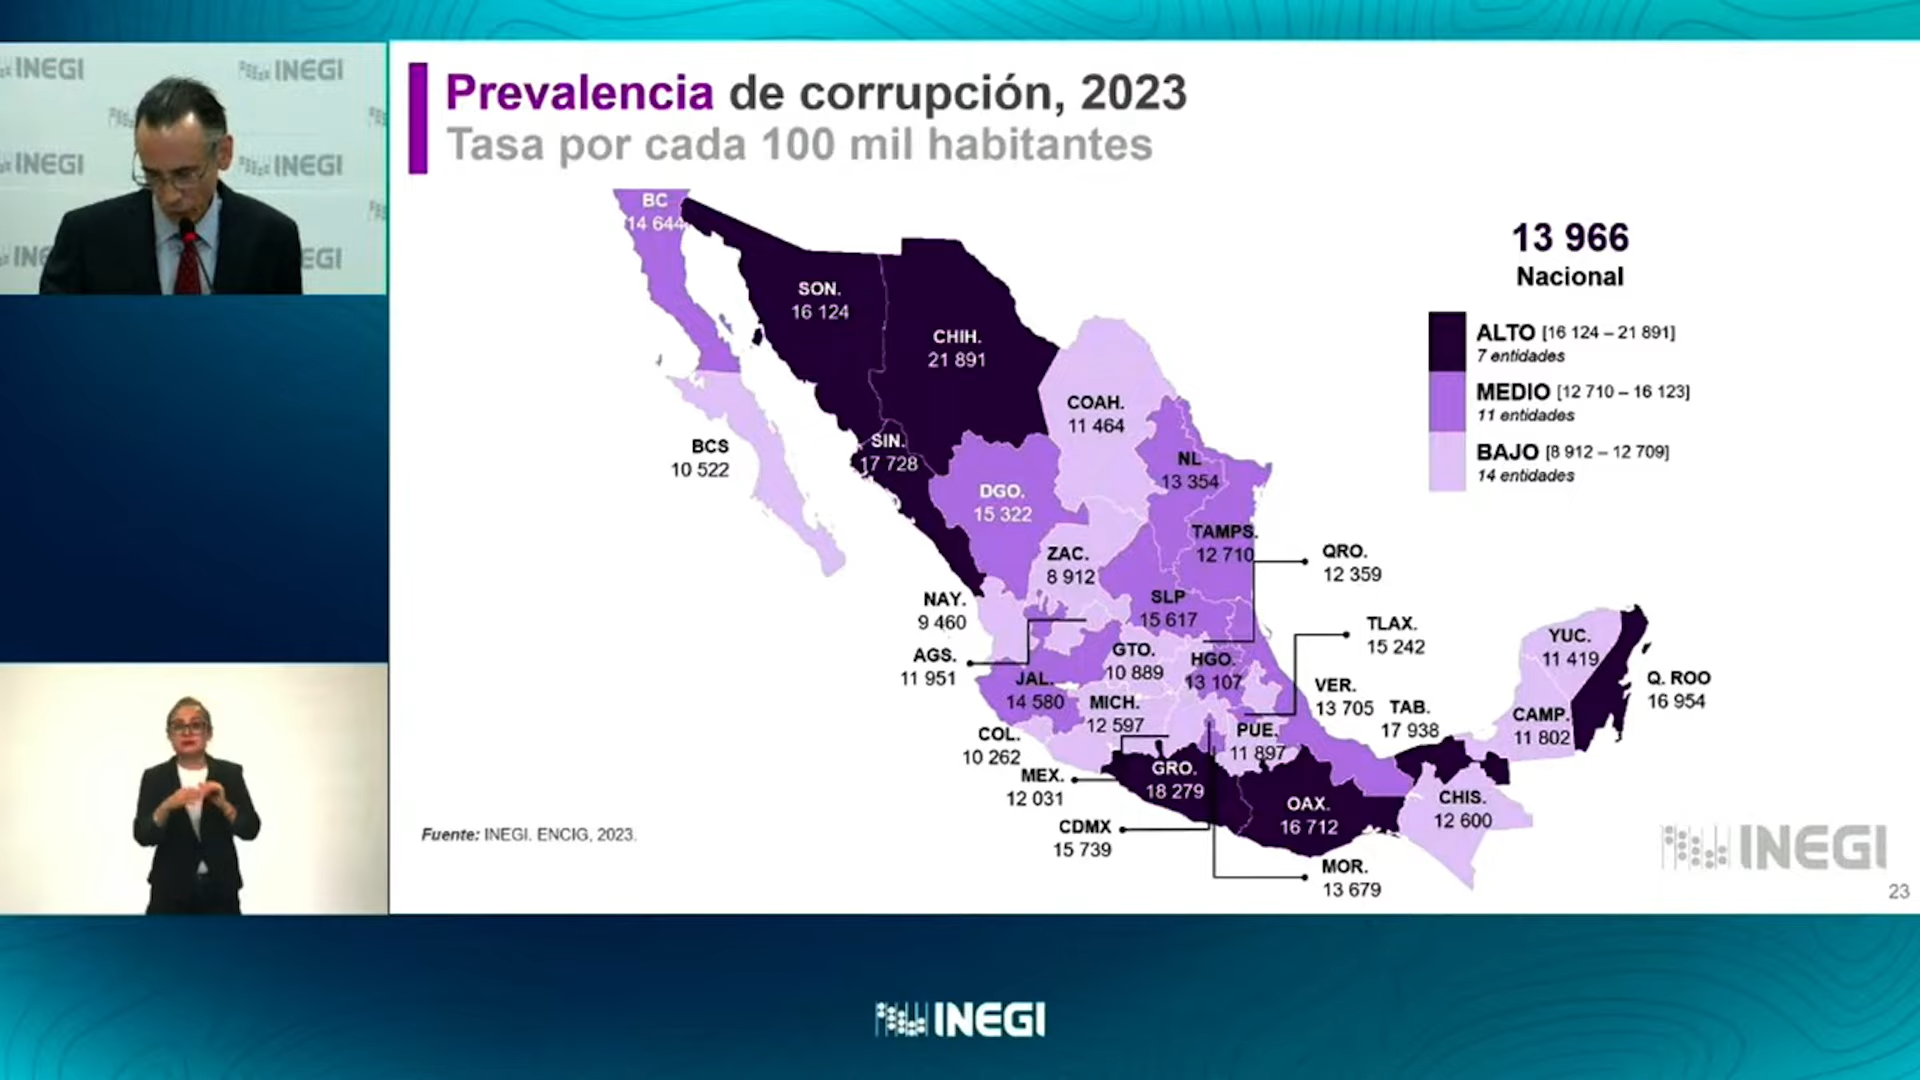 INEGI
INEGI
INEGI
INEGI
INE
EGI
Prevalencia de corrupción, 2023
Tasa por cada 100 mil habitantes
BC
14 644
SON.
16 124
CHIH.
21 891
COAH.
11 464
BCS
10 522
SIN.
17 728
DGO.
15 322
NL
13 354
TAMPS.
12 710
ZAC.
8 912
QRO.
12 359
NAY.
9 460
SLP
15 617
TLAX.
15 242
AGS.
11 951
GTO.
10 889
HGO.
13 107
JAL.
14 580
MICH.
12 597
VER.
13 705
TAB.
17 938
YUC.
11 419
Q. ROO
16 954
CAMP.
11 802
COL.
10 262
PUE.
11 897
MEX.
12 031
GRO.
18 279
OAX.
16 712
CHIS.
12 600
CDMX
15 739
MOR.
13 679
13 966
Nacional
ALTO [16 124 – 21 891]
7 entidades
MEDIO [12 710 – 16 123]
11 entidades
BAJO [8 912 – 12 709]
14 entidades
Fuente: INEGI. ENCIG, 2023.
INEGI
23
INEGI